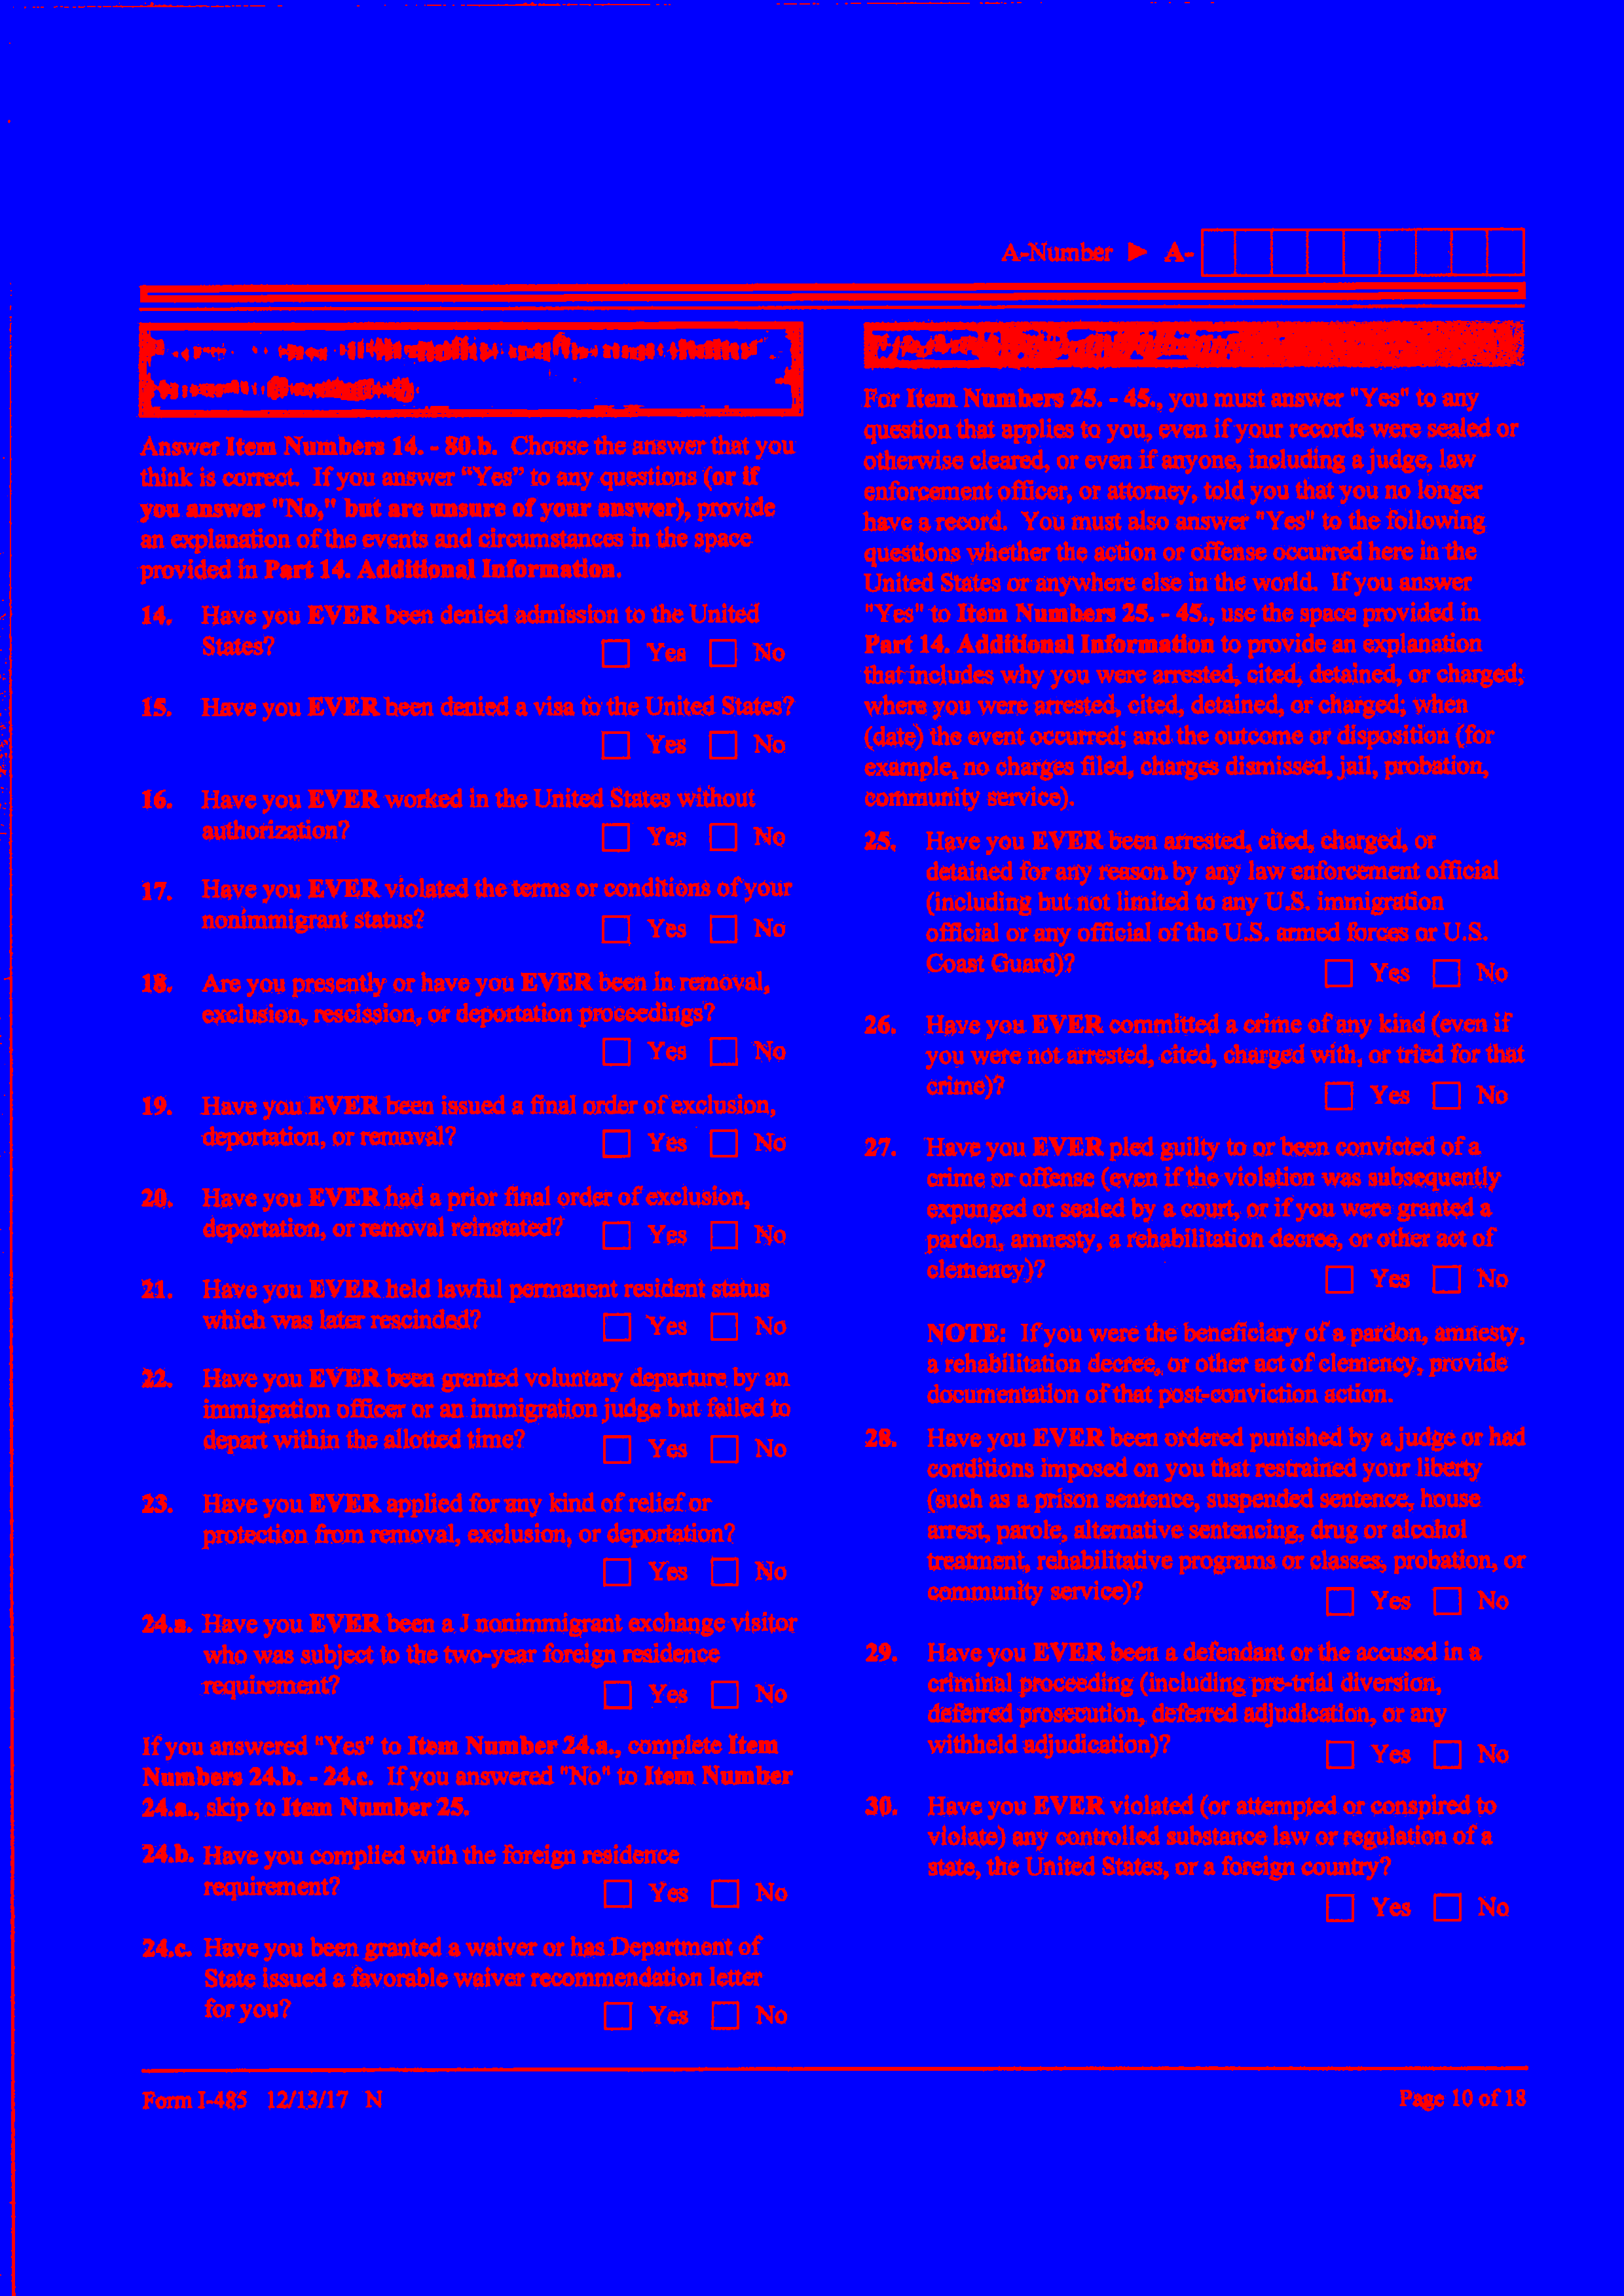 A-Number ► A-
Answer Item Numbers 14. - 80.b. Choose the answer that you
think is correct. If you answer “Yes” to any questions (or if
you answer "No," but are unsure of your answer), provide
an explanation of the events and circumstances in the space
provided in Part 14. Additional Information.
14. Have you EVER been denied admission to the United
States? Yes No
15. Have you EVER been denied a visa to the United States?
Yes No
16. Have you EVER worked in the United States without
authorization? Yes No
17. Have you EVER violated the terms or conditions of your
nonimmigrant status? Yes No
18. Are you presently or have you EVER been in removal,
exclusion, rescission, or deportation proceedings?
Yes No
19. Have you EVER been issued a final order of exclusion,
deportation, or removal? Yes No
20. Have you EVER had a prior final order of exclusion,
deportation, or removal reinstated? Yes No
21. Have you EVER held lawful permanent resident status
which was later rescinded? Yes No
22. Have you EVER been granted voluntary departure by an
immigration officer or an immigration judge but failed to
depart within the allotted time? Yes No
23. Have you EVER applied for any kind of relief or
protection from removal, exclusion, or deportation?
Yes No
24.a. Have you EVER been a J nonimmigrant exchange visitor
who was subject to the two-year foreign residence
requirement? Yes No
If you answered "Yes" to Item Number 24.a., complete Item
Numbers 24.b. - 24.c. If you answered "No" to Item Number
24.a., skip to Item Number 25.
24.b. Have you complied with the foreign residence
requirement? Yes No
24.c. Have you been granted a waiver or has Department of
State issued a favorable waiver recommendation letter
for you? Yes No
For Item Numbers 25. - 45., you must answer "Yes" to any
question that applies to you, even if your records were sealed or
otherwise cleared, or even if anyone, including a judge, law
enforcement officer, or attorney, told you that you no longer
have a record. You must also answer "Yes" to the following
questions whether the action or offense occurred here in the
United States or anywhere else in the world. If you answer
"Yes" to Item Numbers 25. - 45., use the space provided in
Part 14. Additional Information to provide an explanation
that includes why you were arrested, cited, detained, or charged;
where you were arrested, cited, detained, or charged; when
(date) the event occurred; and the outcome or disposition (for
example, no charges filed, charges dismissed, jail, probation,
community service).
25. Have you EVER been arrested, cited, charged, or
detained for any reason by any law enforcement official
(including but not limited to any U.S. immigration
official or any official of the U.S. armed forces or U.S.
Coast Guard)? Yes No
26. Have you EVER committed a crime of any kind (even if
you were not arrested, cited, charged with, or tried for that
crime)? Yes No
27. Have you EVER pled guilty to or been convicted of a
crime or offense (even if the violation was subsequently
expunged or sealed by a court, or if you were granted a
pardon, amnesty, a rehabilitation decree, or other act of
clemency)? Yes No
NOTE: If you were the beneficiary of a pardon, amnesty,
a rehabilitation decree, or other act of clemency, provide
documentation of that post-conviction action.
28. Have you EVER been ordered punished by a judge or had
conditions imposed on you that restrained your liberty
(such as a prison sentence, suspended sentence, house
arrest, parole, alternative sentencing, drug or alcohol
treatment, rehabilitative programs or classes, probation, or
community service)? Yes No
29. Have you EVER been a defendant or the accused in a
criminal proceeding (including pre-trial diversion,
deferred prosecution, deferred adjudication, or any
withheld adjudication)? Yes No
30. Have you EVER violated (or attempted or conspired to
violate) any controlled substance law or regulation of a
state, the United States, or a foreign country?
Yes No
Form I-485 12/13/17 N
Page 10 of 18